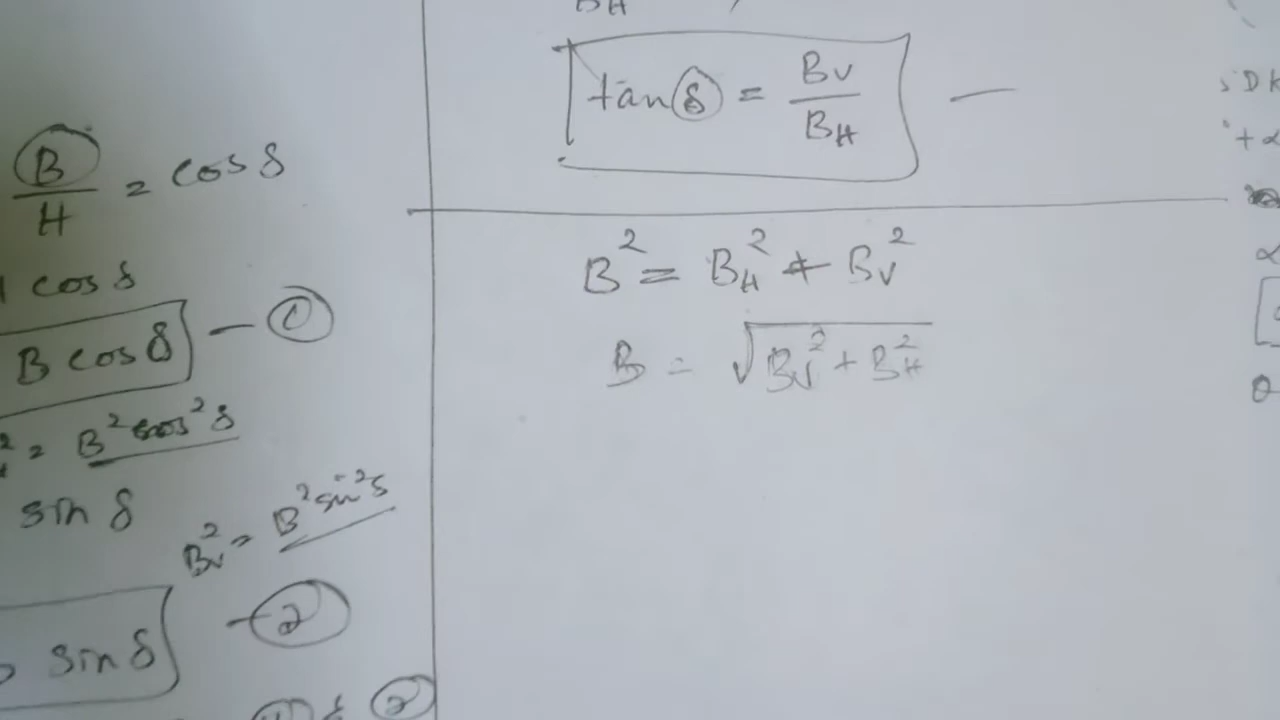 B/H = cos δ
cos δ
B cos δ — ①
= B² cos² δ
sin δ
Bv² = B² sin² δ
sin δ — ②
②
BH
tan δ = Bv/BH —
B² = BH² + Bv²
B = √Bv² + BH²